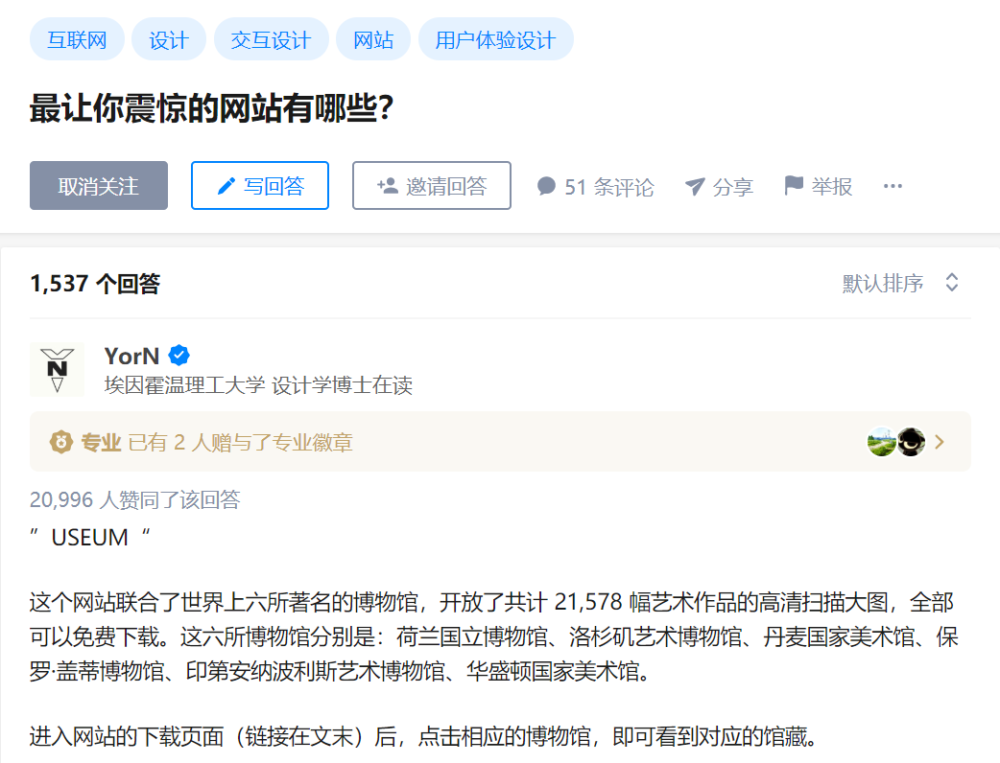 互联网 设计 交互设计 网站 用户体验设计
最让你震惊的网站有哪些?
取消关注 写回答 邀请回答 51 条评论 分享 举报 ···
1,537 个回答 默认排序
N
YorN
埃因霍温理工大学 设计学博士在读
专业 已有 2 人赠与了专业徽章
20,996 人赞同了该回答
”USEUM“
这个网站联合了世界上六所著名的博物馆，开放了共计 21,578 幅艺术作品的高清扫描大图，全部
可以免费下载。这六所博物馆分别是：荷兰国立博物馆、洛杉矶艺术博物馆、丹麦国家美术馆、保
罗·盖蒂博物馆、印第安纳波利斯艺术博物馆、华盛顿国家美术馆。
进入网站的下载页面（链接在文末）后，点击相应的博物馆，即可看到对应的馆藏。